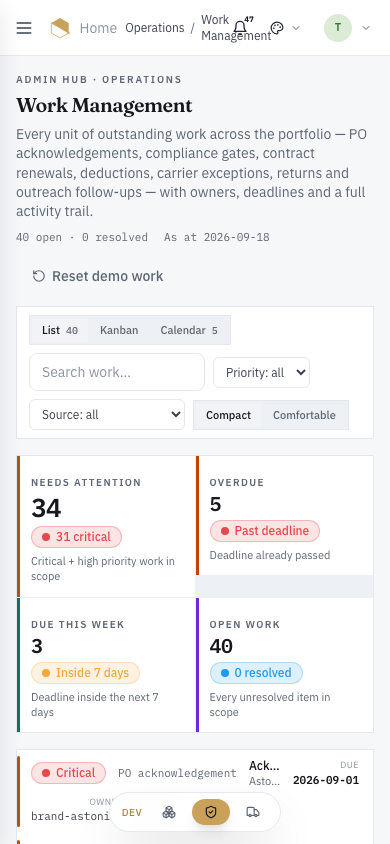 Home Operations / Work Management 47 T
ADMIN HUB · OPERATIONS
Work Management
Every unit of outstanding work across the portfolio — PO
acknowledgements, compliance gates, contract
renewals, deductions, carrier exceptions, returns and
outreach follow-ups — with owners, deadlines and a full
activity trail.
40 open · 0 resolved As at 2026-09-18
Reset demo work
List 40 Kanban Calendar 5
Search work... Priority: all
Source: all Compact Comfortable
NEEDS ATTENTION
34
31 critical
Critical + high priority work in
scope
OVERDUE
5
Past deadline
Deadline already passed
DUE THIS WEEK
3
Inside 7 days
Deadline inside the next 7
days
OPEN WORK
40
0 resolved
Every unresolved item in
scope
Critical PO acknowledgement Ack... DUE
Asto... 2026-09-01
brand-astoni
DEV